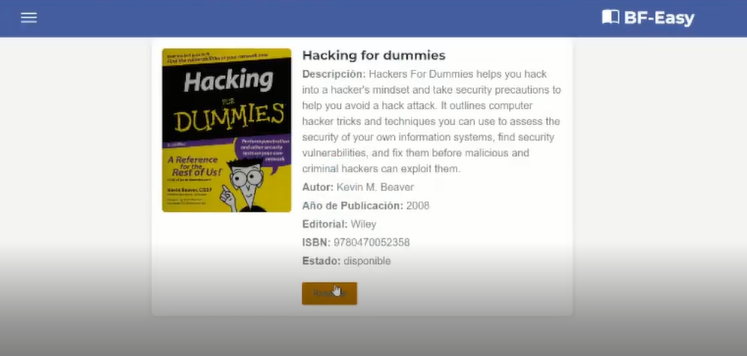 BF-Easy
Hacking for dummies
Descripción: Hackers For Dummies helps you hack
into a hacker's mindset and take security precautions to
help you avoid a hack attack. It outlines computer
hacker tricks and techniques you can use to assess the
security of your own information systems, find security
vulnerabilities, and fix them before malicious and
criminal hackers can exploit them.
Autor: Kevin M. Beaver
Año de Publicación: 2008
Editorial: Wiley
ISBN: 9780470052358
Estado: disponible
Hacking
FOR
DUMMIES
A Reference
for the
Rest of Us!
Kevin Beaver, CISSP